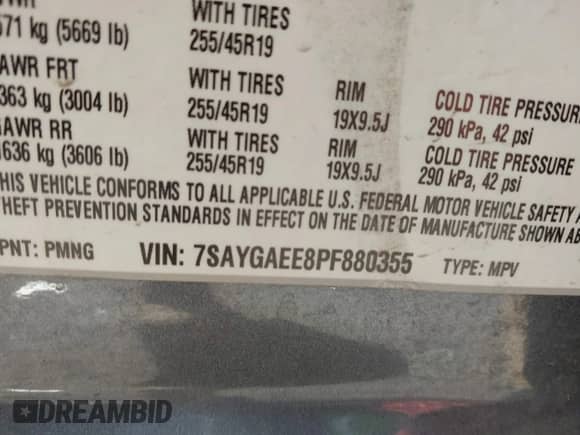 571 kg (5669 lb) WITH TIRES 255/45R19
AWR FRT WITH TIRES RIM COLD TIRE PRESSURE
363 kg (3004 lb) 255/45R19 19X9.5J 290 kPa, 42 psi
AWR RR WITH TIRES RIM COLD TIRE PRESSURE
636 kg (3606 lb) 255/45R19 19X9.5J 290 kPa, 42 psi
HIS VEHICLE CONFORMS TO ALL APPLICABLE U.S. FEDERAL MOTOR VEHICLE SAFETY A
HEFT PREVENTION STANDARDS IN EFFECT ON THE DATE OF MANUFACTURE SHOWN AB
PNT: PMNG VIN: 7SAYGAEE8PF880355 TYPE: MPV
DREAMBID